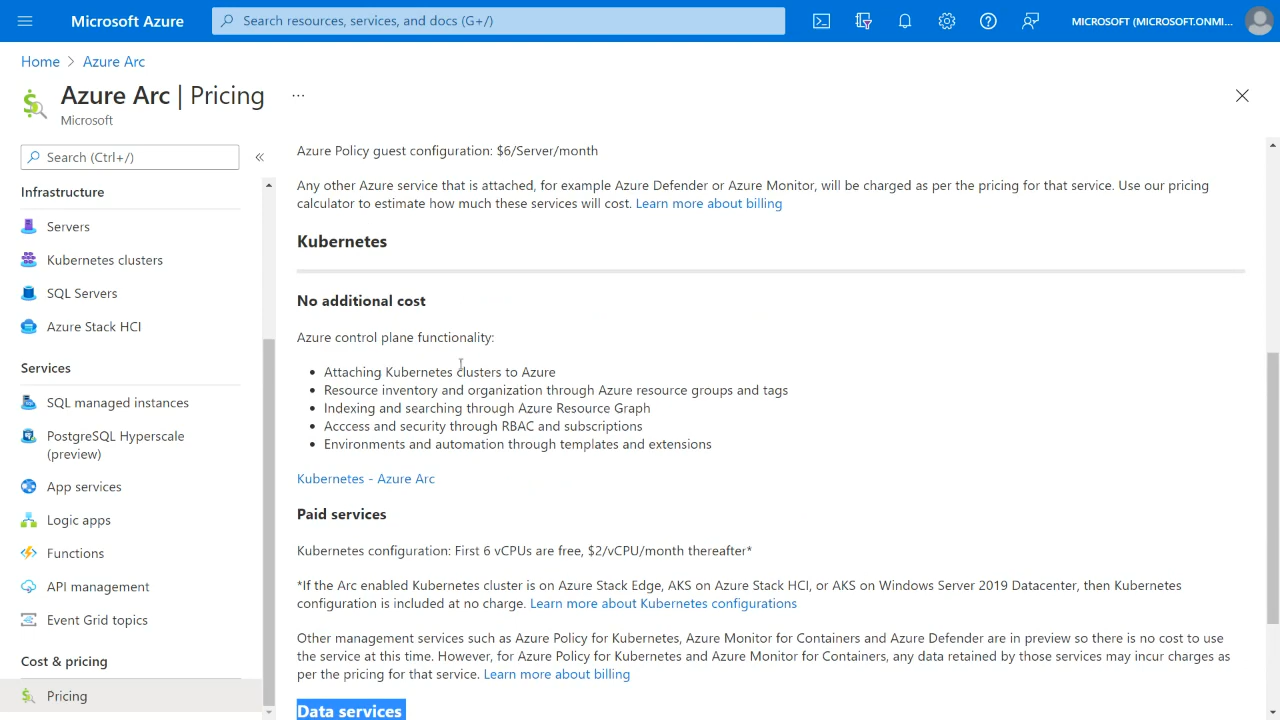 Microsoft Azure
Search resources, services, and docs (G+/)
MICROSOFT (MICROSOFT.ONMI...
Home > Azure Arc
Azure Arc | Pricing ...
Microsoft
Search (Ctrl+/)
«
Infrastructure
Servers
Kubernetes clusters
SQL Servers
Azure Stack HCI
Services
SQL managed instances
PostgreSQL Hyperscale
(preview)
App services
Logic apps
Functions
API management
Event Grid topics
Cost & pricing
Pricing
Azure Policy guest configuration: $6/Server/month
Any other Azure service that is attached, for example Azure Defender or Azure Monitor, will be charged as per the pricing for that service. Use our pricing
calculator to estimate how much these services will cost. Learn more about billing
Kubernetes
No additional cost
Azure control plane functionality:
• Attaching Kubernetes clusters to Azure
• Resource inventory and organization through Azure resource groups and tags
• Indexing and searching through Azure Resource Graph
• Acccess and security through RBAC and subscriptions
• Environments and automation through templates and extensions
Kubernetes - Azure Arc
Paid services
Kubernetes configuration: First 6 vCPUs are free, $2/vCPU/month thereafter*
*If the Arc enabled Kubernetes cluster is on Azure Stack Edge, AKS on Azure Stack HCI, or AKS on Windows Server 2019 Datacenter, then Kubernetes
configuration is included at no charge. Learn more about Kubernetes configurations
Other management services such as Azure Policy for Kubernetes, Azure Monitor for Containers and Azure Defender are in preview so there is no cost to use
the service at this time. However, for Azure Policy for Kubernetes and Azure Monitor for Containers, any data retained by those services may incur charges as
per the pricing for that service. Learn more about billing
Data services